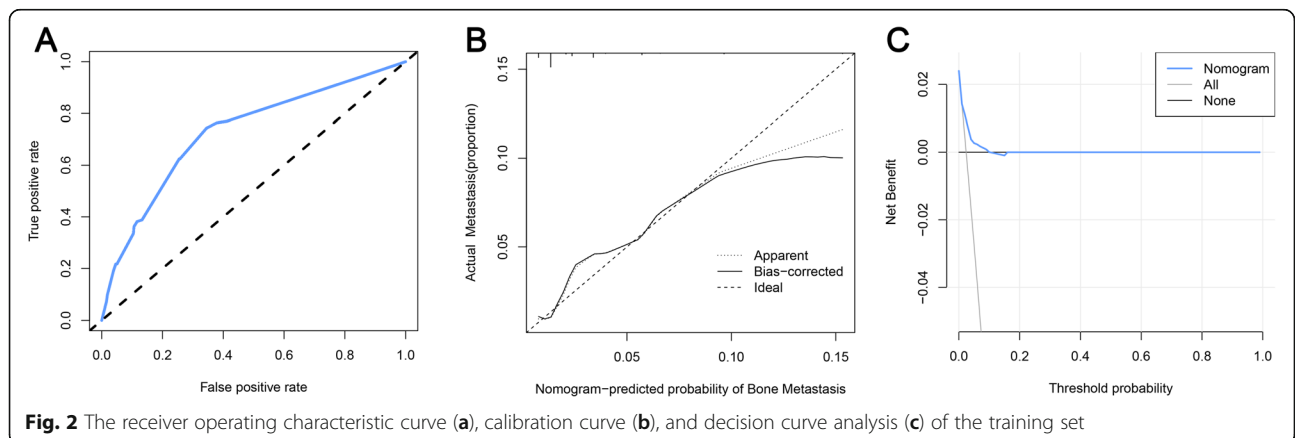 A
True positive rate
1.0
0.8
0.6
0.4
0.2
0.0
0.0 0.2 0.4 0.6 0.8 1.0
False positive rate
B
Actual Metastasis(proportion)
0.15
0.10
0.05
Apparent
Bias−corrected
Ideal
0.05 0.10 0.15
Nomogram−predicted probability of Bone Metastasis
C
Net Benefit
0.02
0.00
−0.02
−0.04
Nomogram
All
None
0.0 0.2 0.4 0.6 0.8 1.0
Threshold probability
Fig. 2 The receiver operating characteristic curve (a), calibration curve (b), and decision curve analysis (c) of the training set